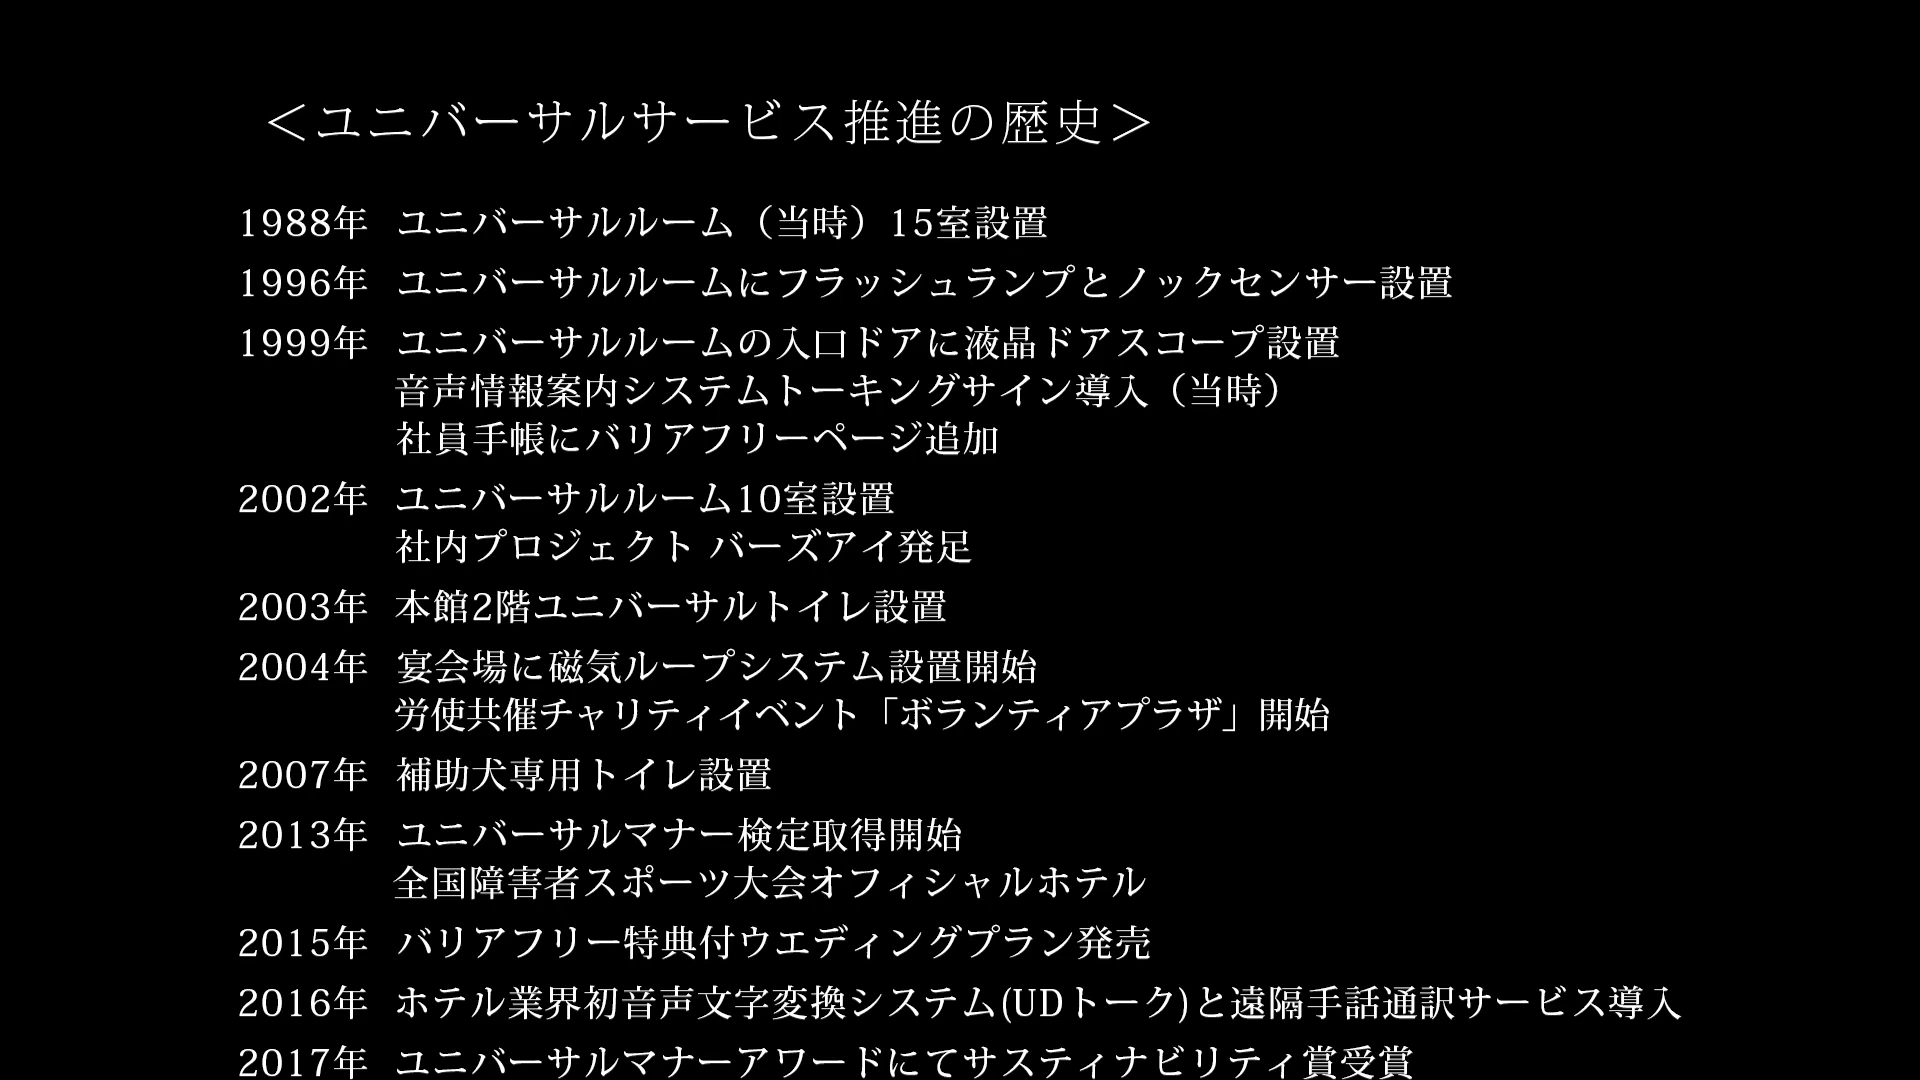 ＜ユニバーサルサービス推進の歴史＞
1988年 ユニバーサルルーム（当時）15室設置
1996年 ユニバーサルルームにフラッシュランプとノックセンサー設置
1999年 ユニバーサルルームの入口ドアに液晶ドアスコープ設置
音声情報案内システムトーキングサイン導入（当時）
社員手帳にバリアフリーページ追加
2002年 ユニバーサルルーム10室設置
社内プロジェクト バーズアイ発足
2003年 本館2階ユニバーサルトイレ設置
2004年 宴会場に磁気ループシステム設置開始
労使共催チャリティイベント「ボランティアプラザ」開始
2007年 補助犬専用トイレ設置
2013年 ユニバーサルマナー検定取得開始
全国障害者スポーツ大会オフィシャルホテル
2015年 バリアフリー特典付ウエディングプラン発売
2016年 ホテル業界初音声文字変換システム(UDトーク)と遠隔手話通訳サービス導入
2017年 ユニバーサルマナーアワードにてサスティナビリティ賞受賞